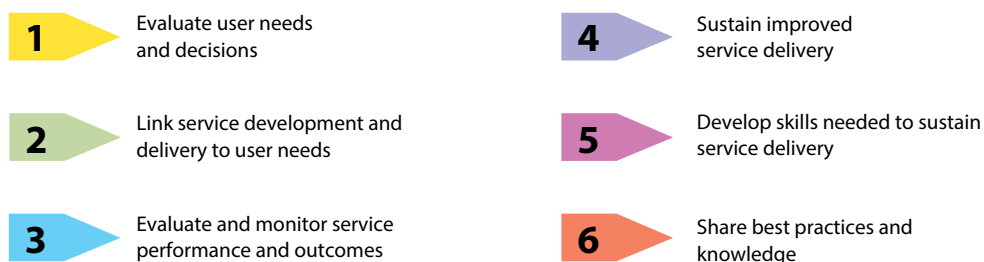 1
Evaluate user needs
and decisions
2
Link service development and
delivery to user needs
3
Evaluate and monitor service
performance and outcomes
4
Sustain improved
service delivery
5
Develop skills needed to sustain
service delivery
6
Share best practices and
knowledge